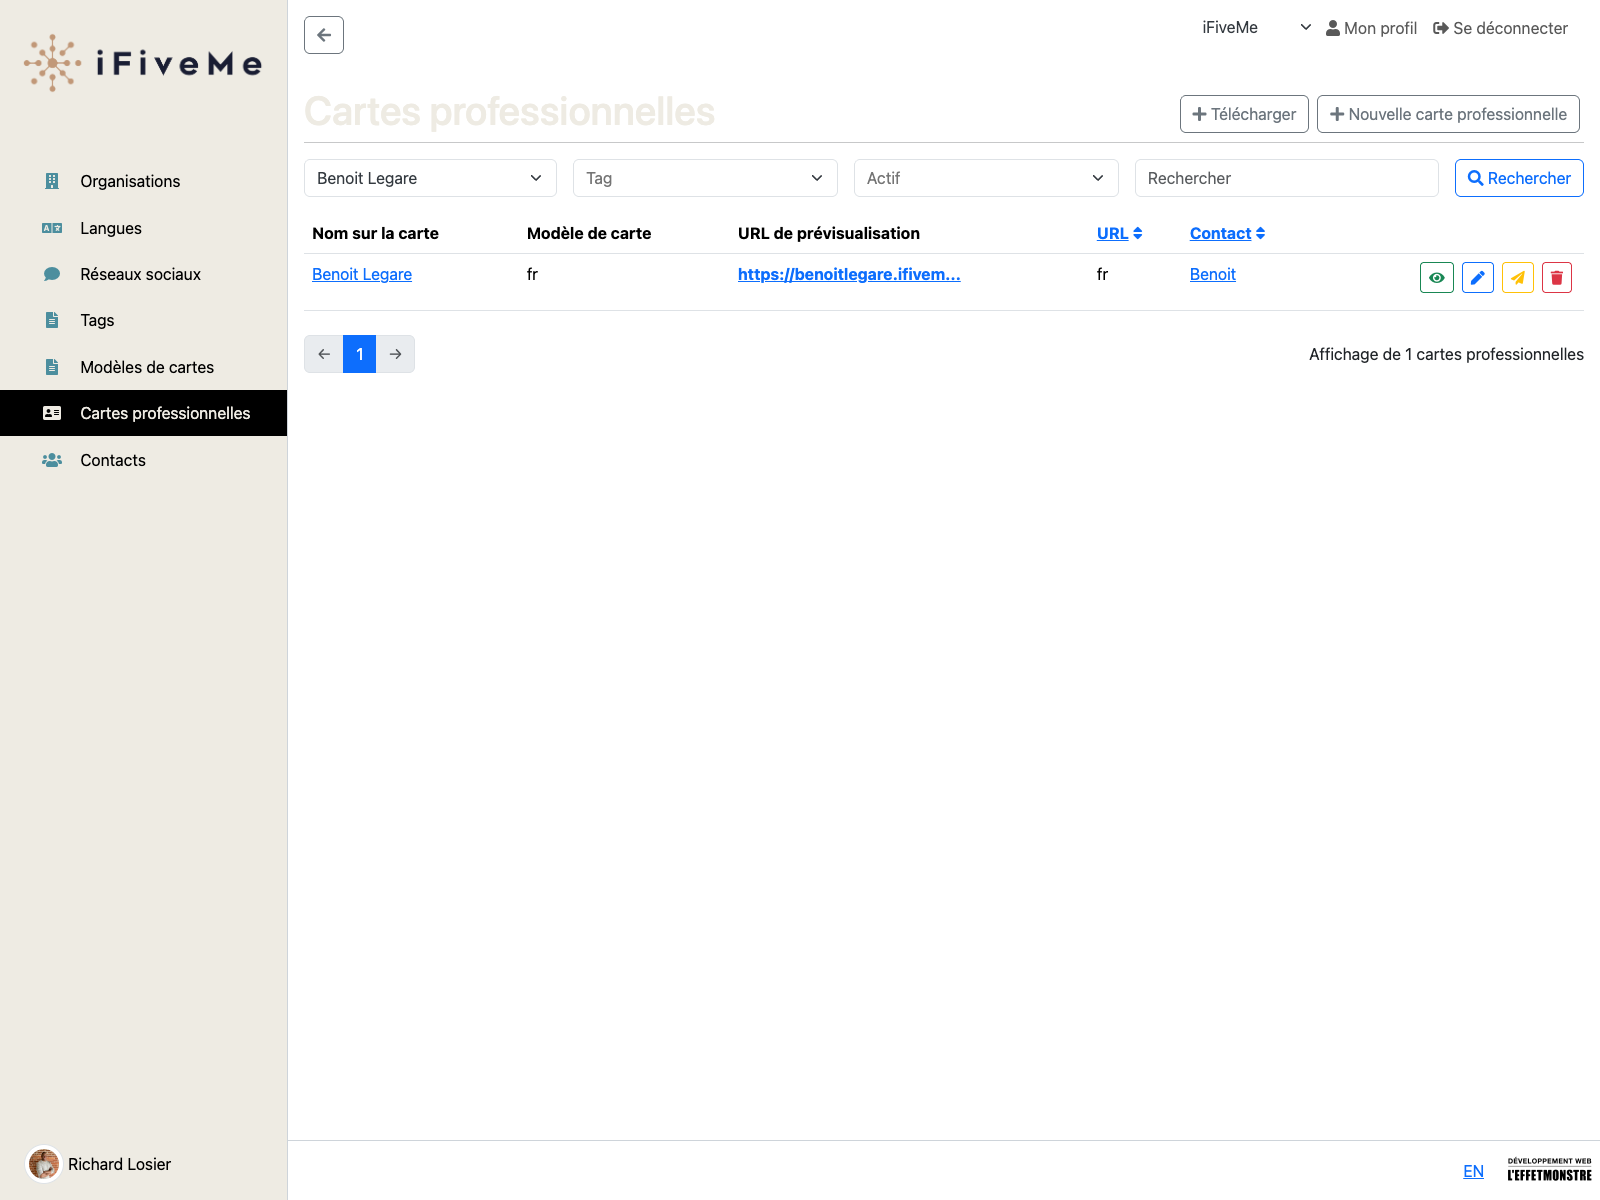 iFiveMe
Organisations
Langues
Réseaux sociaux
Tags
Modèles de cartes
Cartes professionnelles
Contacts
Richard Losier
iFiveMe
Mon profil
Se déconnecter
Cartes professionnelles
Télécharger
Nouvelle carte professionnelle
Benoit Legare
Tag
Actif
Rechercher
Rechercher
Nom sur la carte Modèle de carte URL de prévisualisation URL Contact
Benoit Legare fr https://benoitlegare.ifivem... fr Benoit
1
Affichage de 1 cartes professionnelles
EN
DÉVELOPPEMENT WEB
L'EFFETMONSTRE